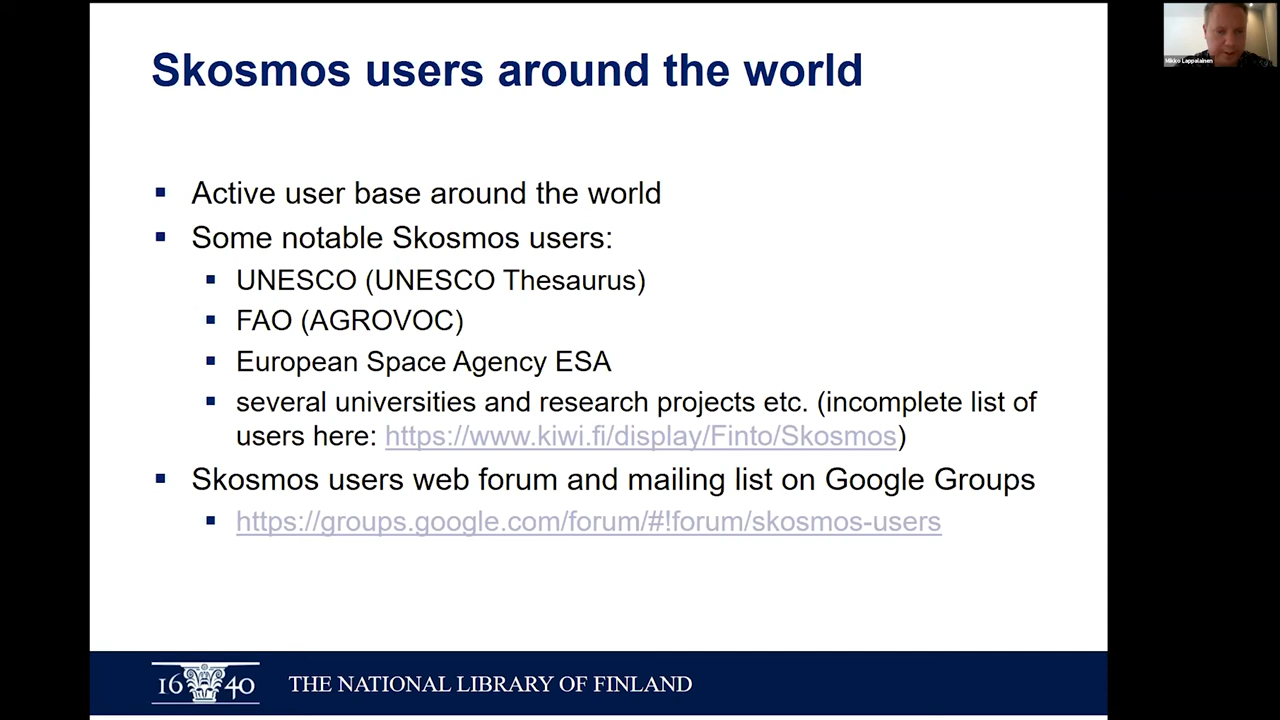 Skosmos users around the world
Mikko Lappalainen
Active user base around the world
Some notable Skosmos users:
UNESCO (UNESCO Thesaurus)
FAO (AGROVOC)
European Space Agency ESA
several universities and research projects etc. (incomplete list of
users here: https://www.kiwi.fi/display/Finto/Skosmos)
Skosmos users web forum and mailing list on Google Groups
https://groups.google.com/forum/#!forum/skosmos-users
1640 THE NATIONAL LIBRARY OF FINLAND